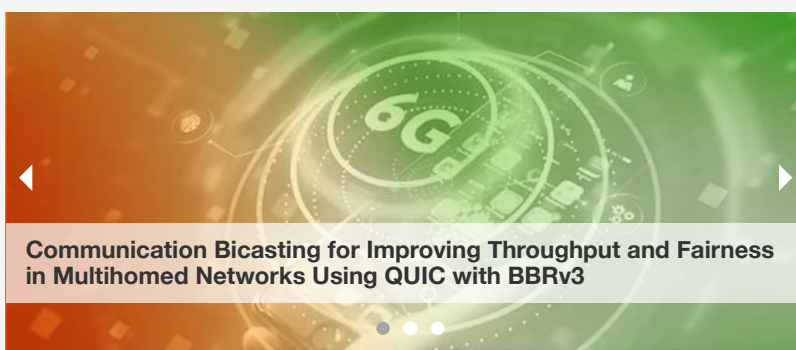 6G
Communication Bicasting for Improving Throughput and Fairness
in Multihomed Networks Using QUIC with BBRv3